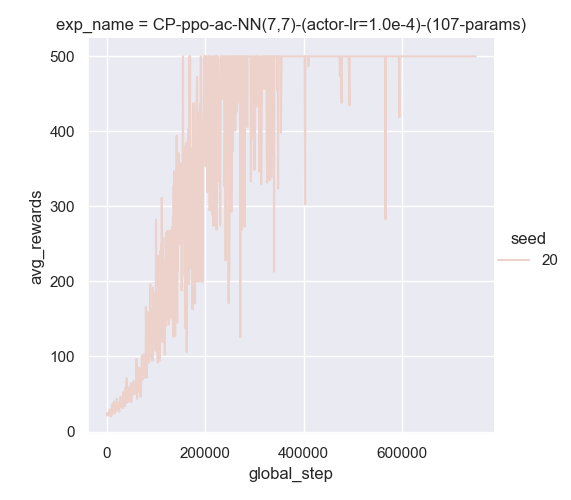 exp_name = CP-ppo-ac-NN(7,7)-(actor-lr=1.0e-4)-(107-params)
500
400
300
200
100
0
avg_rewards
0 200000 400000 600000
global_step
seed
20